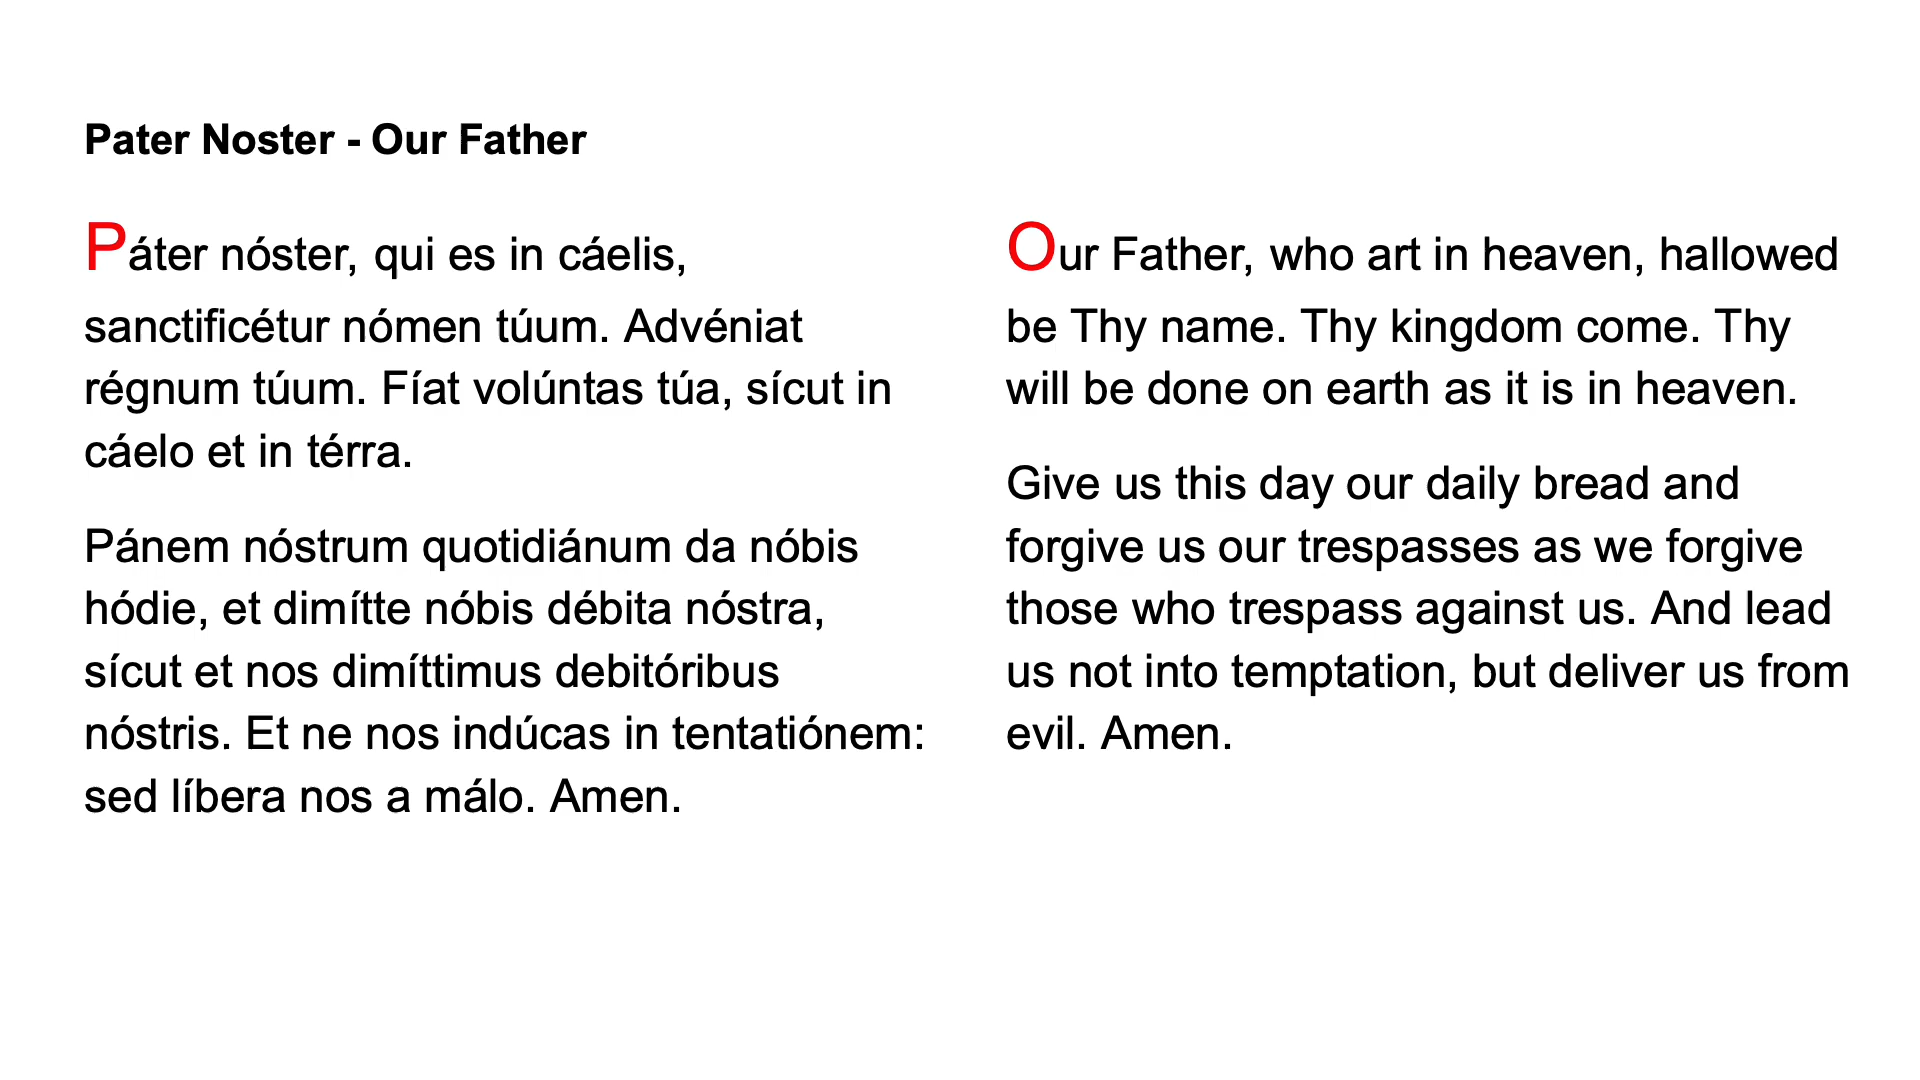 Pater Noster - Our Father
Páter nóster, qui es in cáelis,
sanctificétur nómen túum. Advéniat
régnum túum. Fíat volúntas túa, sícut in
cáelo et in térra.
Pánem nóstrum quotidiánum da nóbis
hódie, et dimítte nóbis débita nóstra,
sícut et nos dimíttimus debitóribus
nóstris. Et ne nos indúcas in tentatiónem:
sed líbera nos a málo. Amen.
Our Father, who art in heaven, hallowed
be Thy name. Thy kingdom come. Thy
will be done on earth as it is in heaven.
Give us this day our daily bread and
forgive us our trespasses as we forgive
those who trespass against us. And lead
us not into temptation, but deliver us from
evil. Amen.